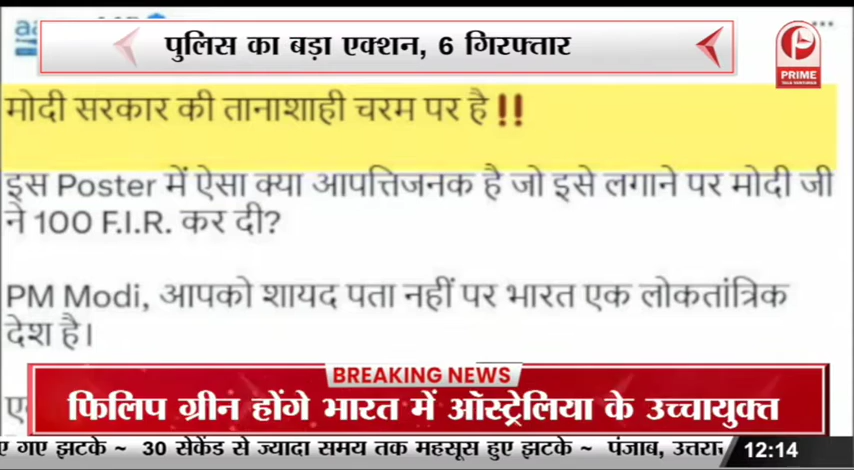 पुलिस का बड़ा एक्शन, 6 गिरफ्तार
PRIME
मोदी सरकार की तानाशाही चरम पर है‼
इस Poster में ऐसा क्या आपत्तिजनक है जो इसे लगाने पर मोदी जी
ने 100 F.I.R. कर दी?
PM Modi, आपको शायद पता नहीं पर भारत एक लोकतांत्रिक
देश है।
BREAKING NEWS
फिलिप ग्रीन होंगे भारत में ऑस्ट्रेलिया के उच्चायुक्त
गए झटके ~ 30 सेकेंड से ज्यादा समय तक महसूस हुए झटके ~ पंजाब,
12:14